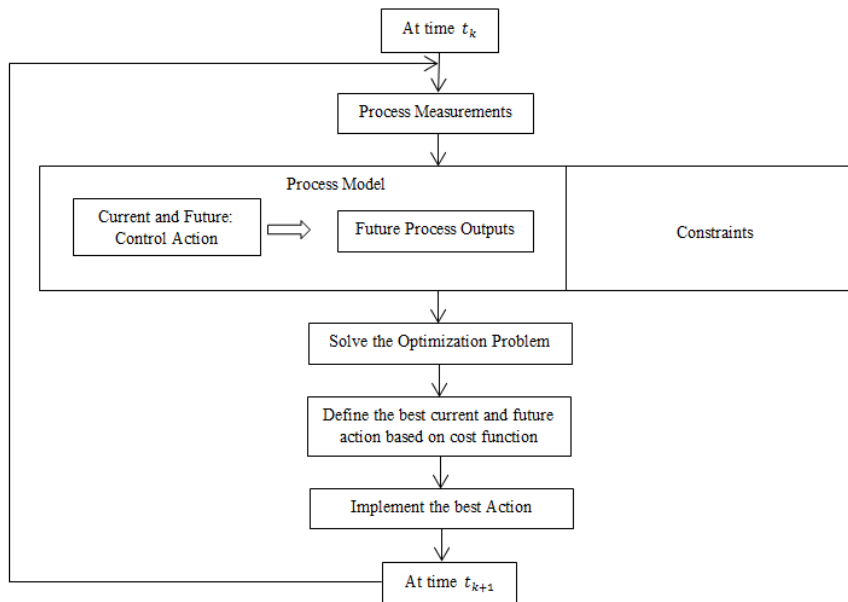 At time t_k
Process Measurements
Process Model
Current and Future:
Control Action
Future Process Outputs
Constraints
Solve the Optimization Problem
Define the best current and future
action based on cost function
Implement the best Action
At time t_{k+1}